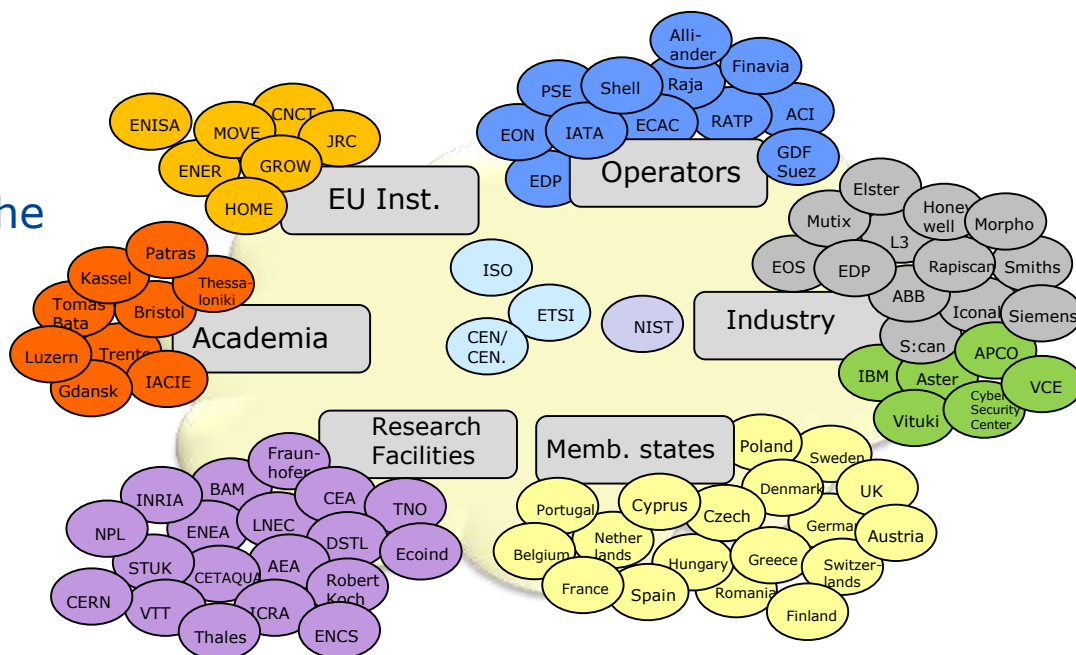 he
EU Inst.
ENISA
MOVE
CNCT
JRC
ENER
GROW
HOME
Operators
Alli-
ander
Finavia
PSE
Shell
Raja
EON
IATA
ECAC
RATP
ACI
EDP
GDF
Suez
Academia
Patras
Kassel
Thessa-
loniki
Tomas
Bata
Bristol
Luzern
Trento
Gdansk
IACIE
ISO
ETSI
CEN/
CEN.
NIST
Industry
Elster
Mutix
Honey
well
Morpho
L3
EOS
EDP
Rapiscan
Smiths
ABB
Iconal
Siemens
S:can
APCO
IBM
Aster
VCE
Vituki
Cyber
Security
Center
Research
Facilities
Fraun-
hofer
BAM
CEA
INRIA
TNO
NPL
ENEA
LNEC
DSTL
Ecoind
STUK
CETAQUA
AEA
Robert
Koch
CERN
VTT
ICRA
Thales
ENCS
Memb. states
Poland
Sweden
Portugal
Cyprus
Denmark
UK
Czech
Belgium
Nether
lands
German
Austria
Hungary
Greece
Switzer-
lands
France
Spain
Romania
Finland